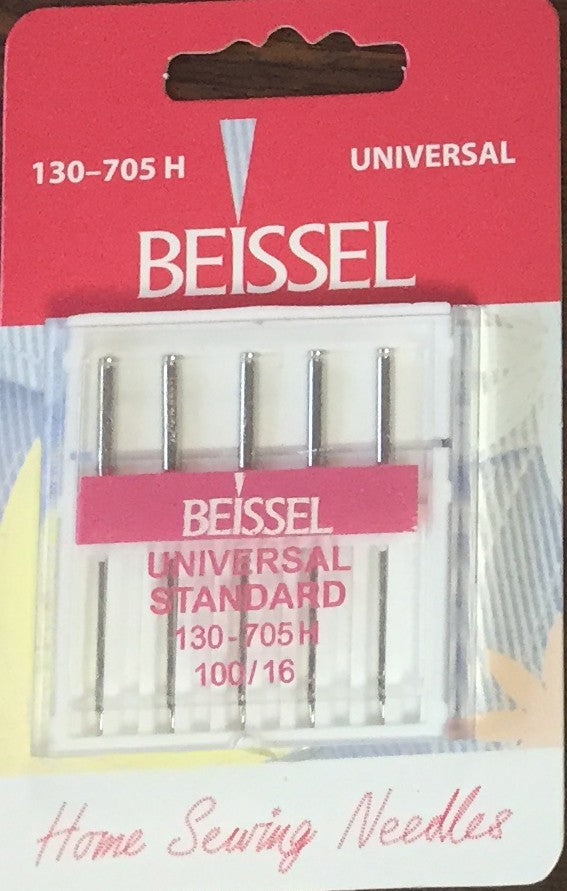 130–705 H UNIVERSAL
BEISSEL
BEISSEL
UNIVERSAL
STANDARD
130-705H
100/16
Home Sewing Needles